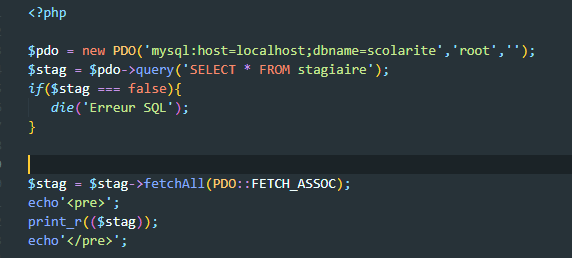 <?php
$pdo = new PDO('mysql:host=localhost;dbname=scolarite','root','');
$stag = $pdo->query('SELECT * FROM stagiaire');
if($stag === false){
die('Erreur SQL');
}
$stag = $stag->fetchAll(PDO::FETCH_ASSOC);
echo'<pre>';
print_r(($stag));
echo'</pre>';